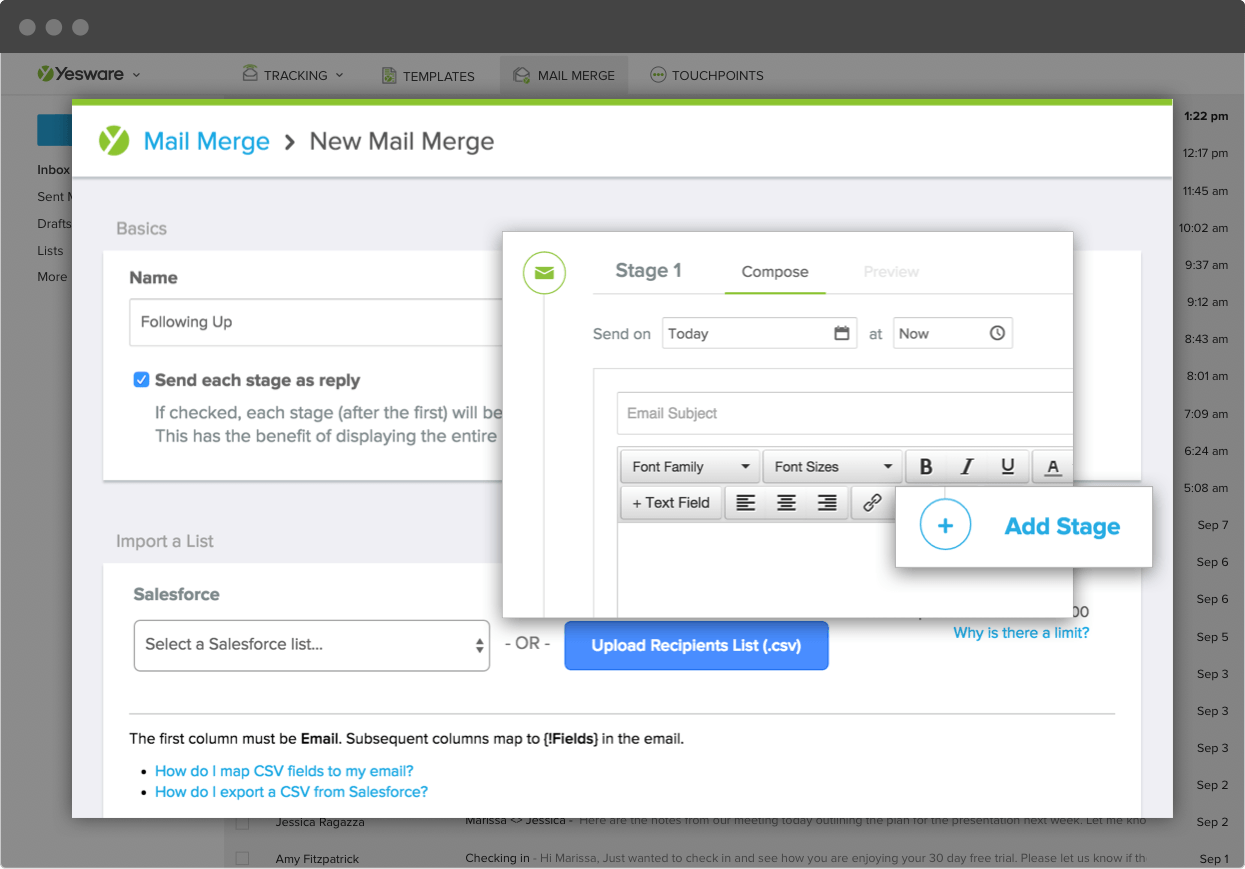 Yesware
TRACKING
TEMPLATES
MAIL MERGE
TOUCHPOINTS
Mail Merge > New Mail Merge
Inbox
Sent
Drafts
Lists
More
Basics
Name
Following Up
Send each stage as reply
If checked, each stage (after the first) will be
This has the benefit of displaying the entire
Stage 1
Compose
Preview
Send on
Today
at
Now
Email Subject
Font Family
Font Sizes
B I U A
+ Text Field
+ Add Stage
Import a List
Salesforce
Select a Salesforce list...
- OR -
Upload Recipients List (.csv)
Why is there a limit?
The first column must be Email. Subsequent columns map to {!Fields} in the email.
• How do I map CSV fields to my email?
• How do I export a CSV from Salesforce?
1:22 pm
12:17 pm
11:45 am
10:02 am
9:37 am
9:12 am
8:43 am
8:01 am
7:09 am
6:24 am
5:08 am
Sep 7
Sep 6
Sep 6
Sep 5
Sep 3
Sep 3
Sep 3
Sep 2
Jessica Ragazza
Marissa <> Jessica - Here are the notes from our meeting today outlining the plan for the presentation next week. Let me kno
Sep 2
Amy Fitzpatrick
Checking in - Hi Marissa, Just wanted to check in and see how you are enjoying your 30 day free trial. Please let us know if th
Sep 1